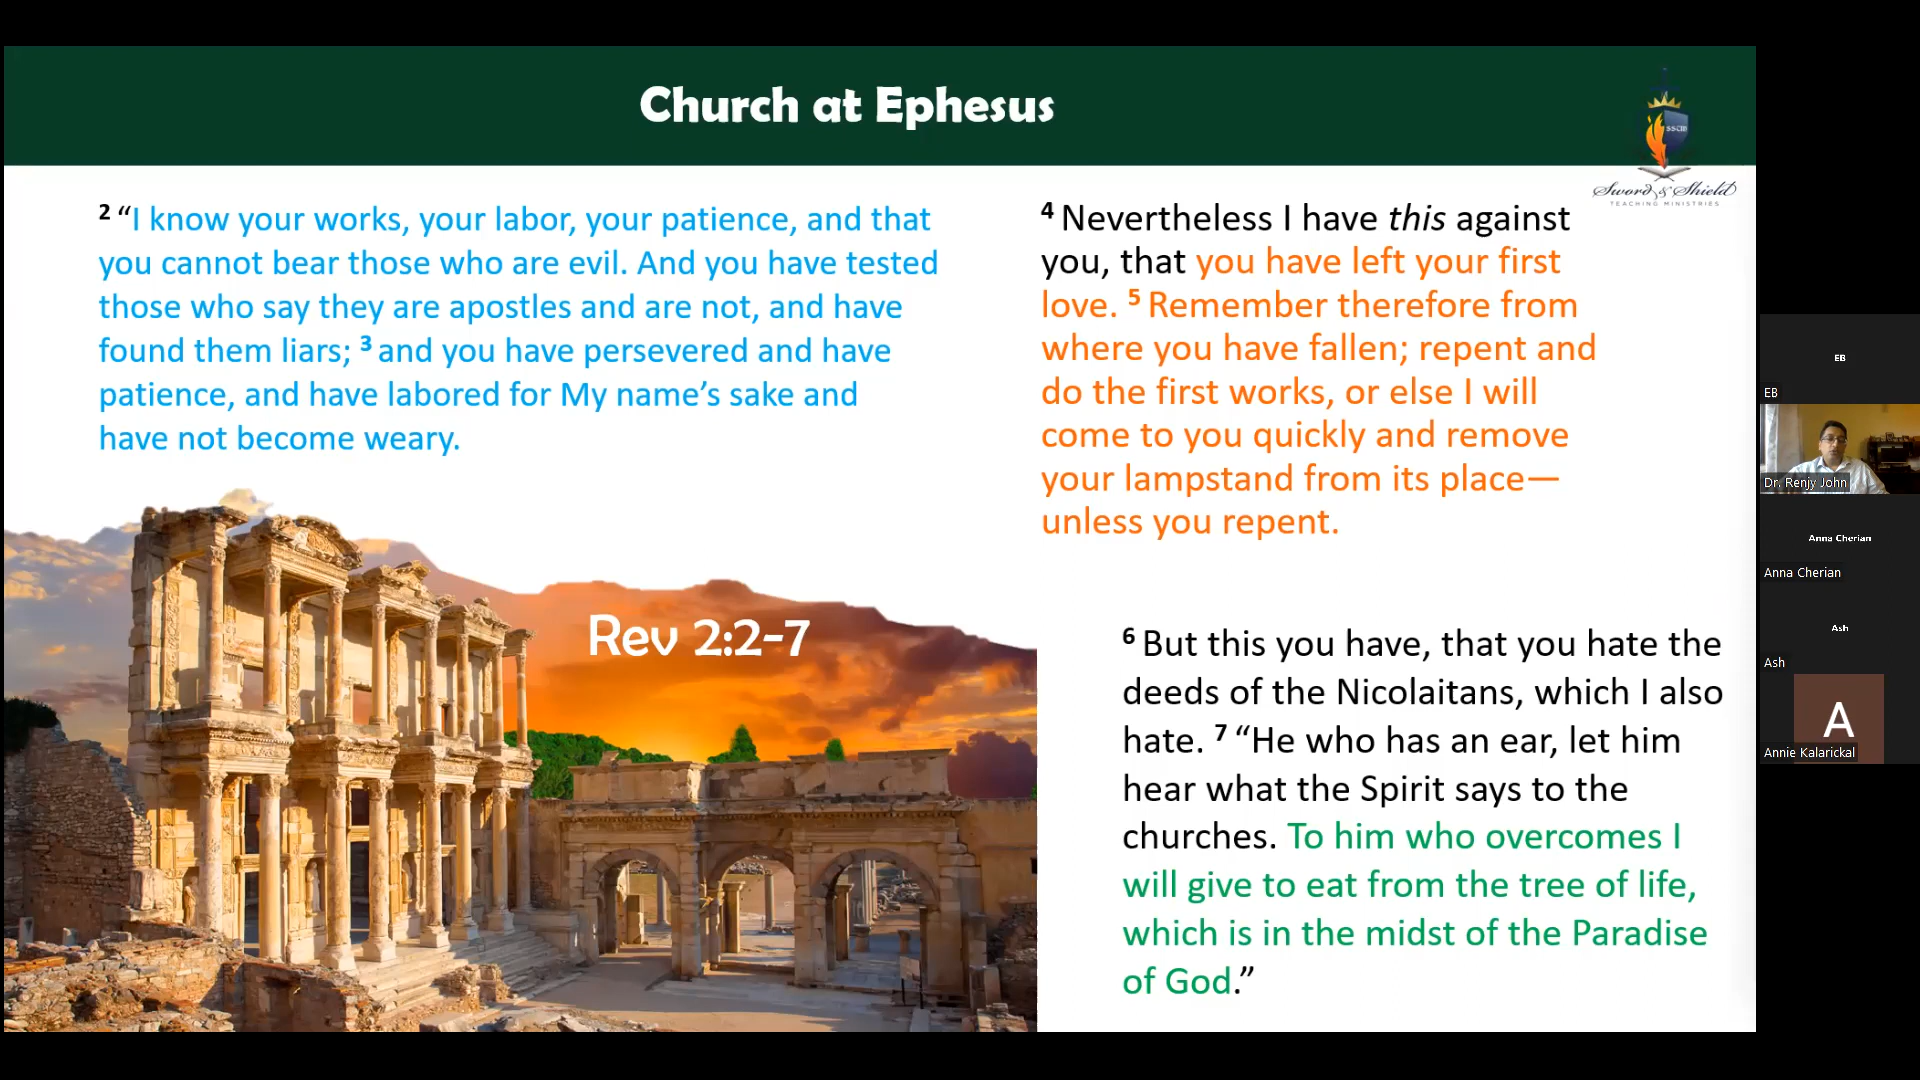 Church at Ephesus
SSTM
Sword & Shield
TEACHING MINISTRIES
2 “I know your works, your labor, your patience, and that
you cannot bear those who are evil. And you have tested
those who say they are apostles and are not, and have
found them liars; 3 and you have persevered and have
patience, and have labored for My name’s sake and
have not become weary.
4 Nevertheless I have this against
you, that you have left your first
love. 5 Remember therefore from
where you have fallen; repent and
do the first works, or else I will
come to you quickly and remove
your lampstand from its place—
unless you repent.
Rev 2:2-7
6 But this you have, that you hate the
deeds of the Nicolaitans, which I also
hate. 7 “He who has an ear, let him
hear what the Spirit says to the
churches. To him who overcomes I
will give to eat from the tree of life,
which is in the midst of the Paradise
of God.”
EB
EB
Dr. Renjy John
Anna Cherian
Anna Cherian
Ash
Ash
A
Annie Kalarickal